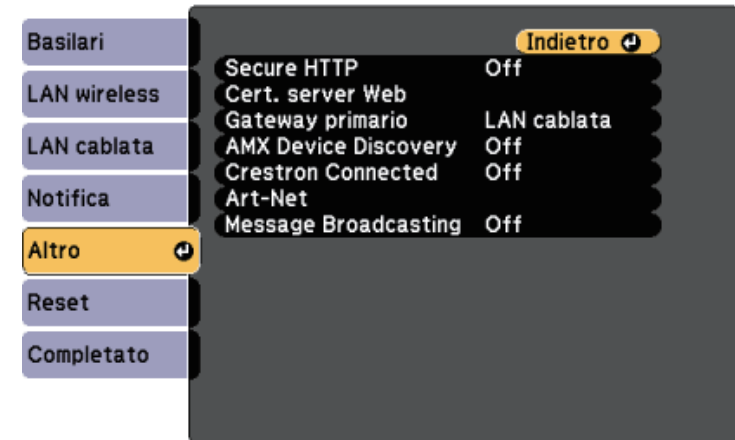 Basilari
LAN wireless
LAN cablata
Notifica
Altro
Reset
Completato
Indietro
Secure HTTP Off
Cert. server Web
Gateway primario LAN cablata
AMX Device Discovery Off
Crestron Connected Off
Art-Net
Message Broadcasting Off